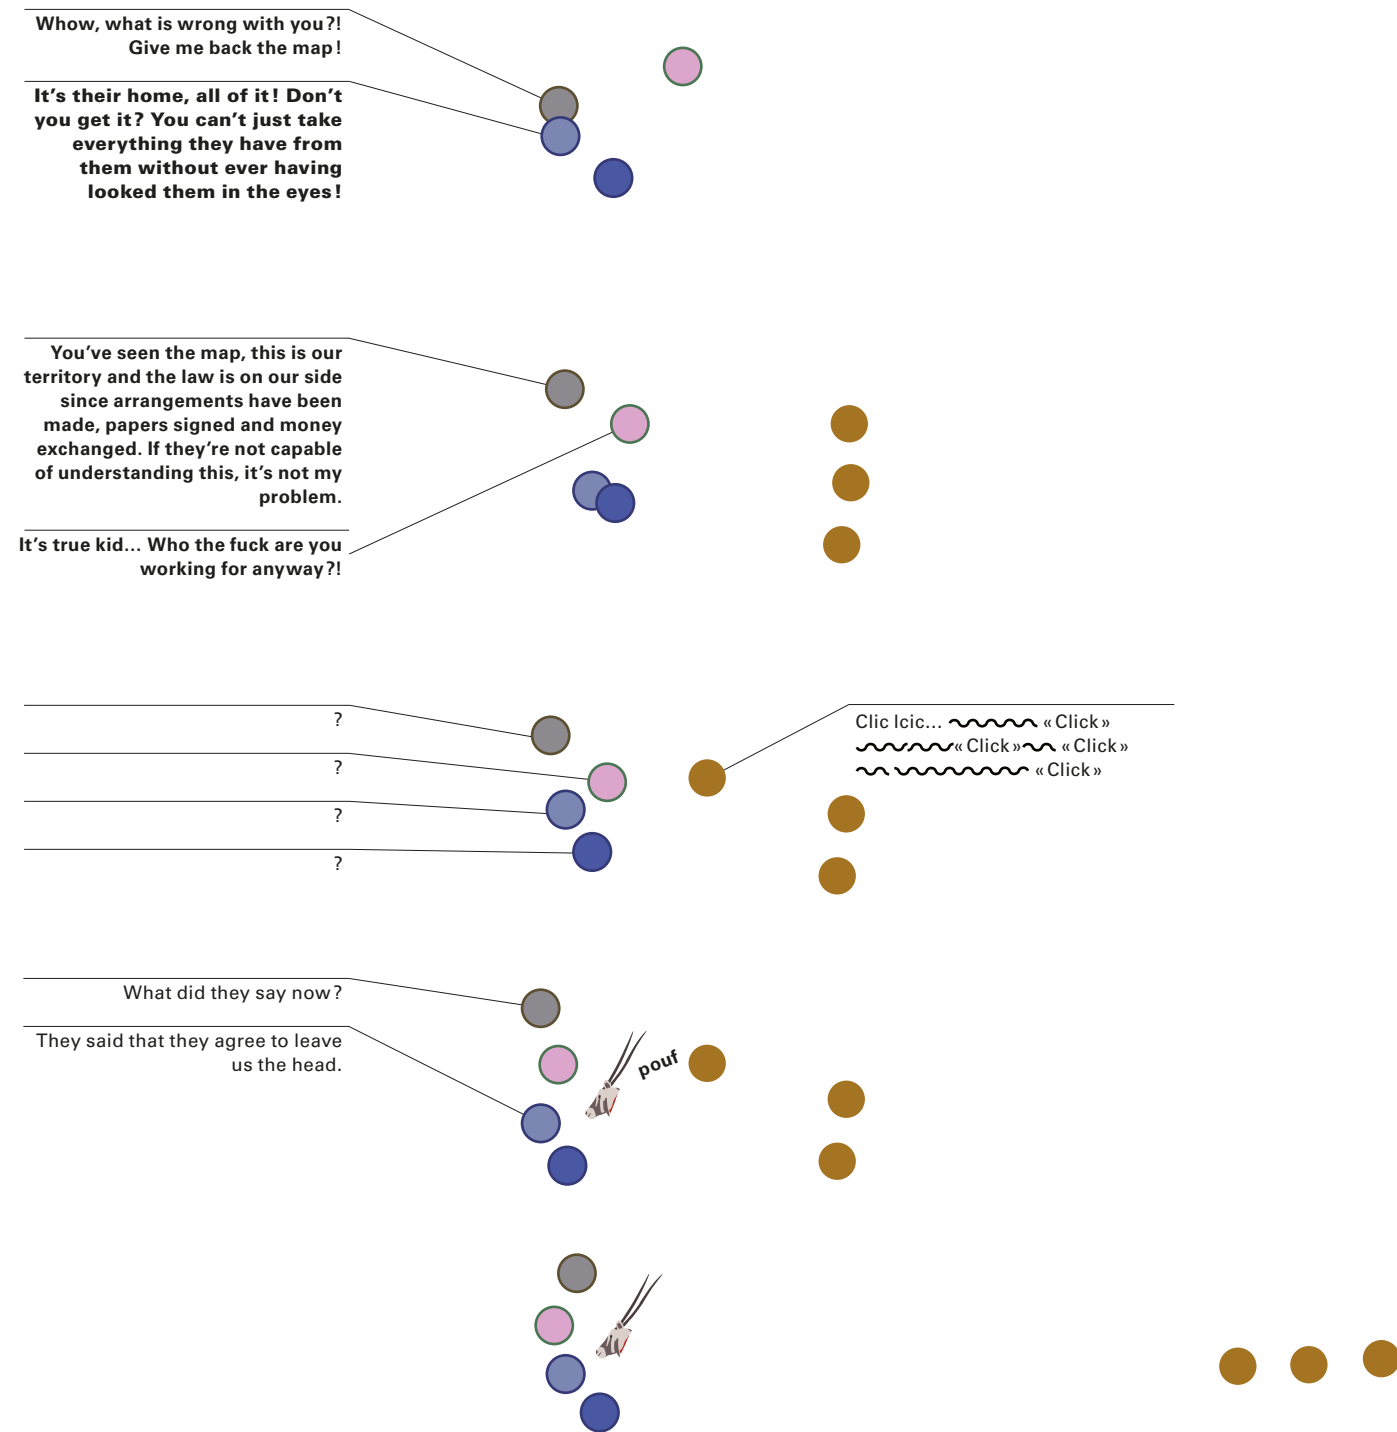 Whow, what is wrong with you?!
Give me back the map!
It's their home, all of it! Don't
you get it? You can't just take
everything they have from
them without ever having
looked them in the eyes!
You've seen the map, this is our
territory and the law is on our side
since arrangements have been
made, papers signed and money
exchanged. If they're not capable
of understanding this, it's not my
problem.
It's true kid... Who the fuck are you
working for anyway?!
?
?
?
?
Clic Icic... « Click »
« Click » « Click »
« Click »
What did they say now?
They said that they agree to leave
us the head.
pouf